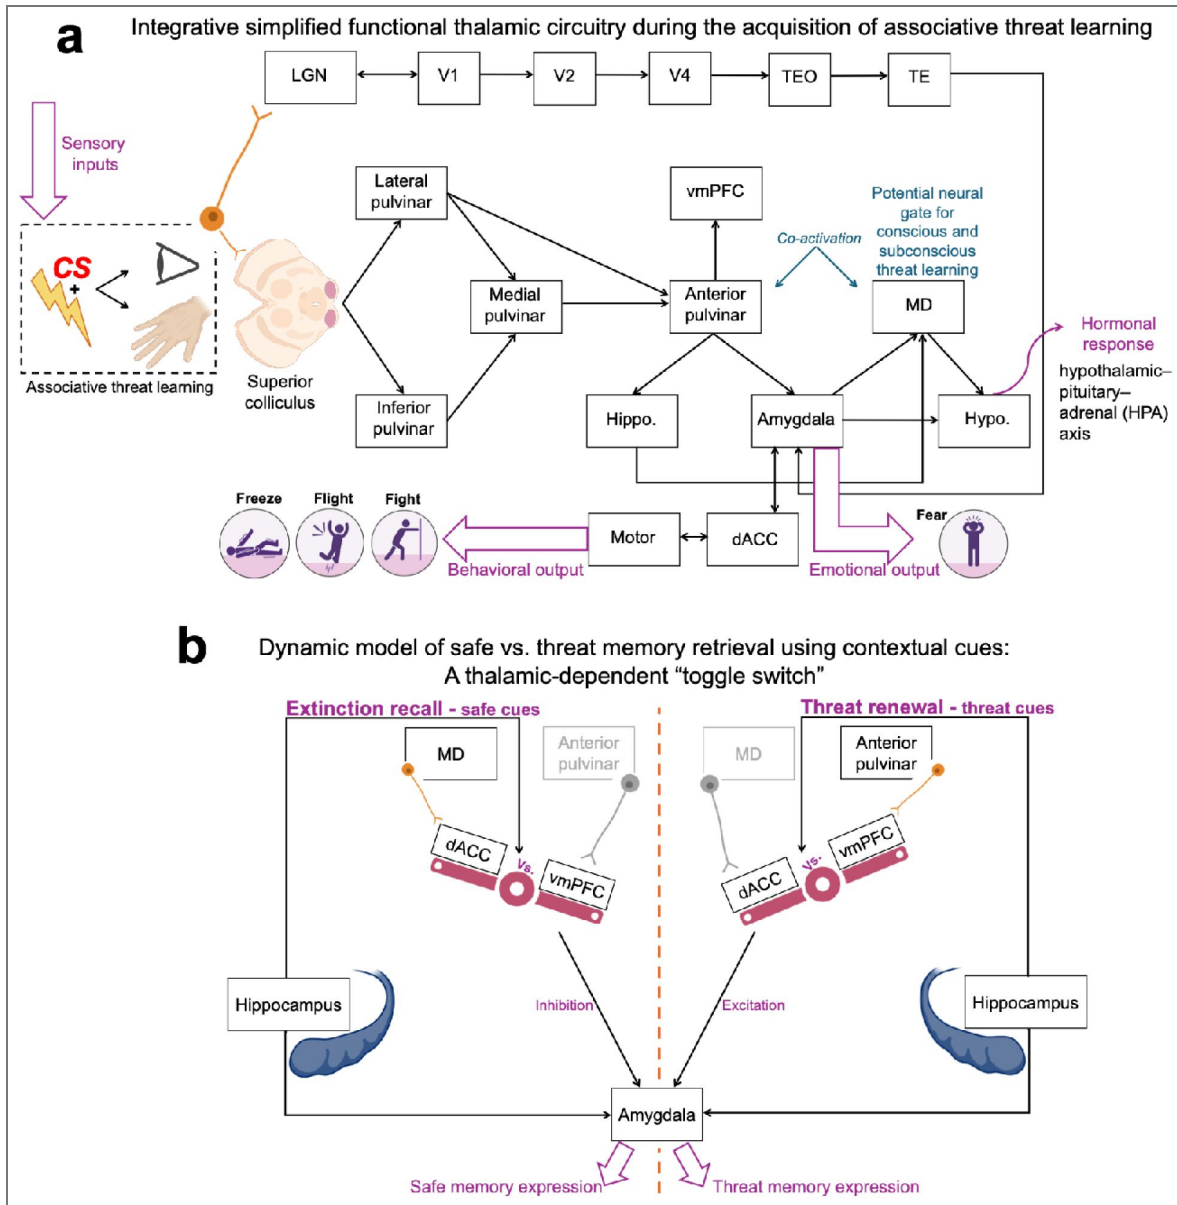 a
Integrative simplified functional thalamic circuitry during the acquisition of associative threat learning
LGN
V1
V2
V4
TEO
TE
Sensory
inputs
CS
+
Associative threat learning
Superior
colliculus
Lateral
pulvinar
Medial
pulvinar
Inferior
pulvinar
vmPFC
Anterior
pulvinar
Co-activation
Potential neural
gate for
conscious and
subconscious
threat learning
MD
Hippo.
Amygdala
Hypo.
Hormonal
response
hypothalamic–
pituitary–
adrenal (HPA)
axis
Freeze
Flight
Fight
Behavioral output
Motor
dACC
Emotional output
Fear
b
Dynamic model of safe vs. threat memory retrieval using contextual cues:
A thalamic-dependent “toggle switch”
Extinction recall - safe cues
MD
Anterior
pulvinar
dACC
Vs.
vmPFC
Hippocampus
Inhibition
Threat renewal - threat cues
MD
Anterior
pulvinar
dACC
Vs.
vmPFC
Hippocampus
Excitation
Amygdala
Safe memory expression
Threat memory expression